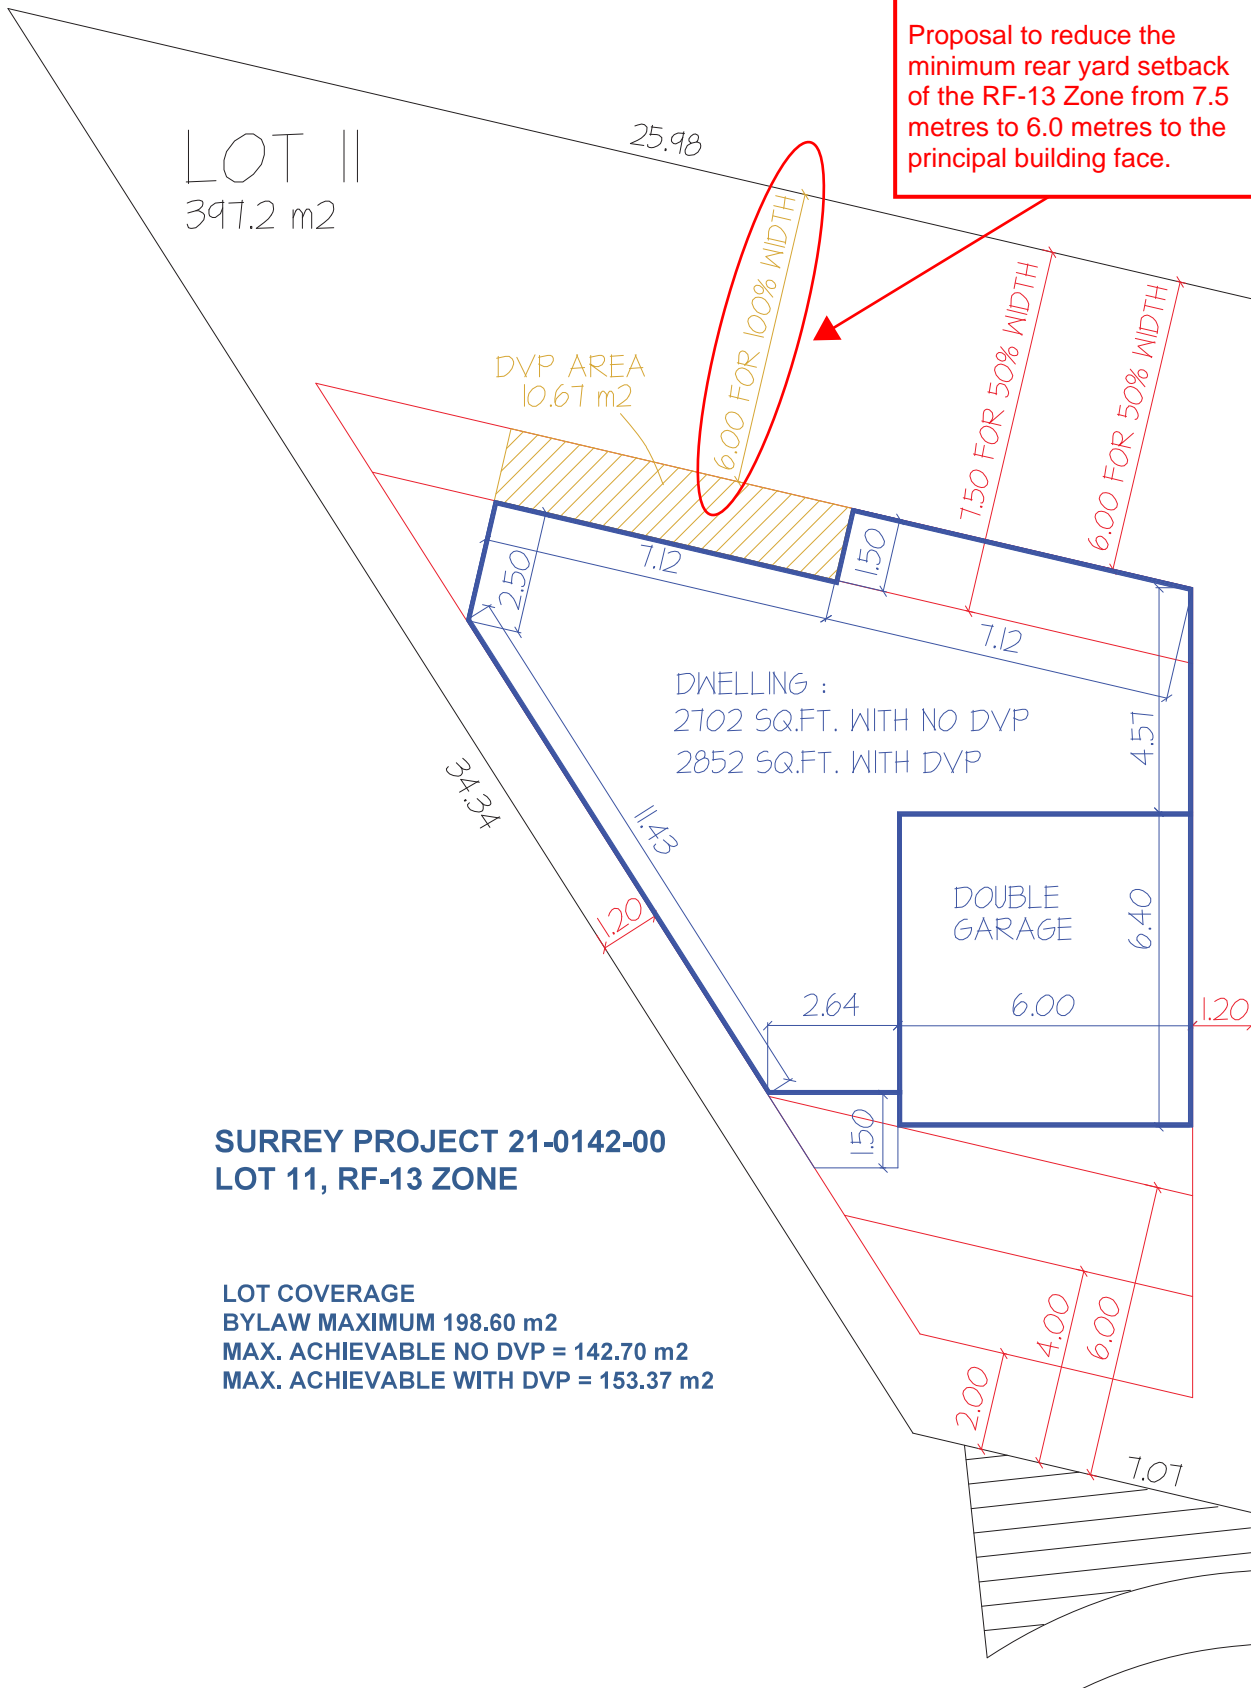 Proposal to reduce the
minimum rear yard setback
of the RF-13 Zone from 7.5
metres to 6.0 metres to the
principal building face.
25.98
LOT 11
397.2 m2
6.00 FOR 100% WIDTH
7.50 FOR 50% WIDTH
6.00 FOR 50% WIDTH
DVP AREA
10.67 m2
7.12
2.50
1.50
7.12
DWELLING :
2702 SQ.FT. WITH NO DVP
2852 SQ.FT. WITH DVP
4.57
34.34
11.43
1.20
DOUBLE
GARAGE
6.40
2.64
6.00
1.20
1.50
SURREY PROJECT 21-0142-00
LOT 11, RF-13 ZONE
LOT COVERAGE
BYLAW MAXIMUM 198.60 m2
MAX. ACHIEVABLE NO DVP = 142.70 m2
MAX. ACHIEVABLE WITH DVP = 153.37 m2
2.00
4.00
6.00
7.07